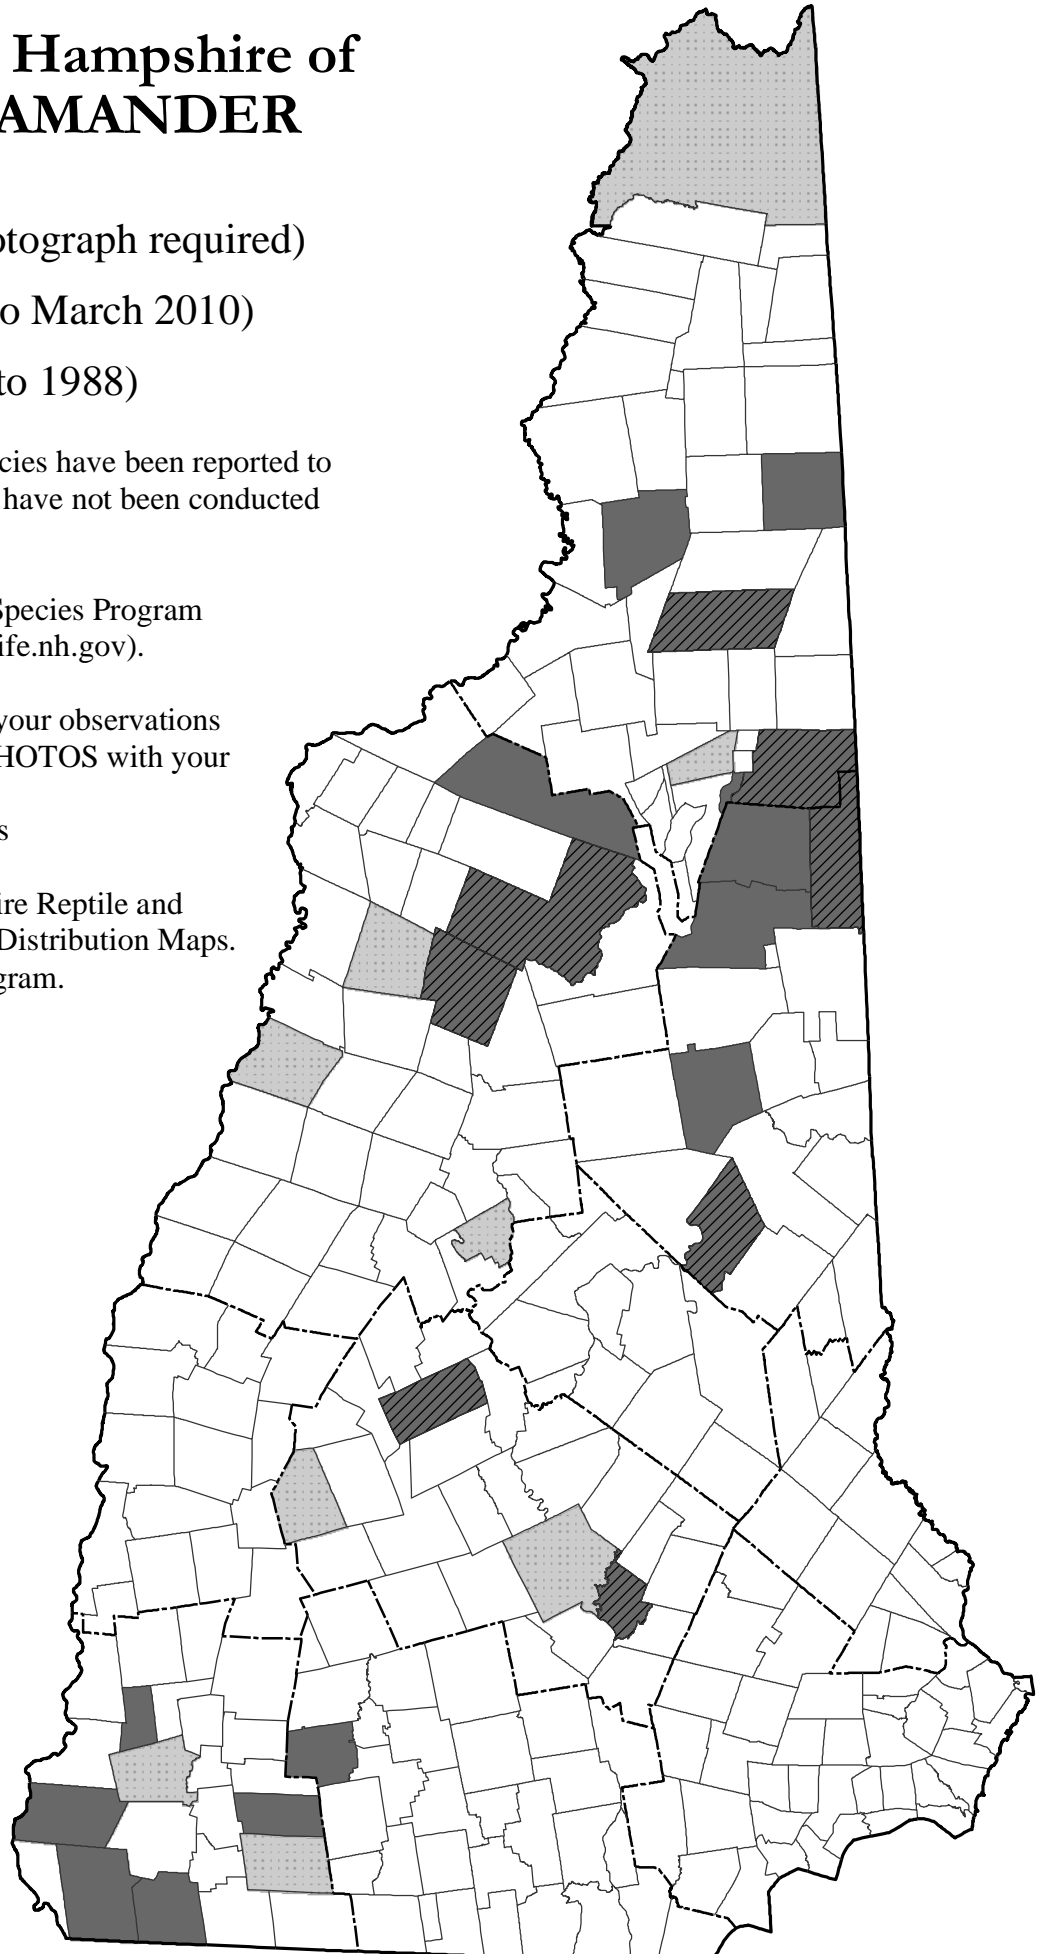 Hampshire of
AMANDER
otograph required)
o March 2010)
to 1988)
cies have been reported to
have not been conducted
Species Program
ife.nh.gov).
your observations
HOTOS with your
s
ire Reptile and
Distribution Maps.
gram.